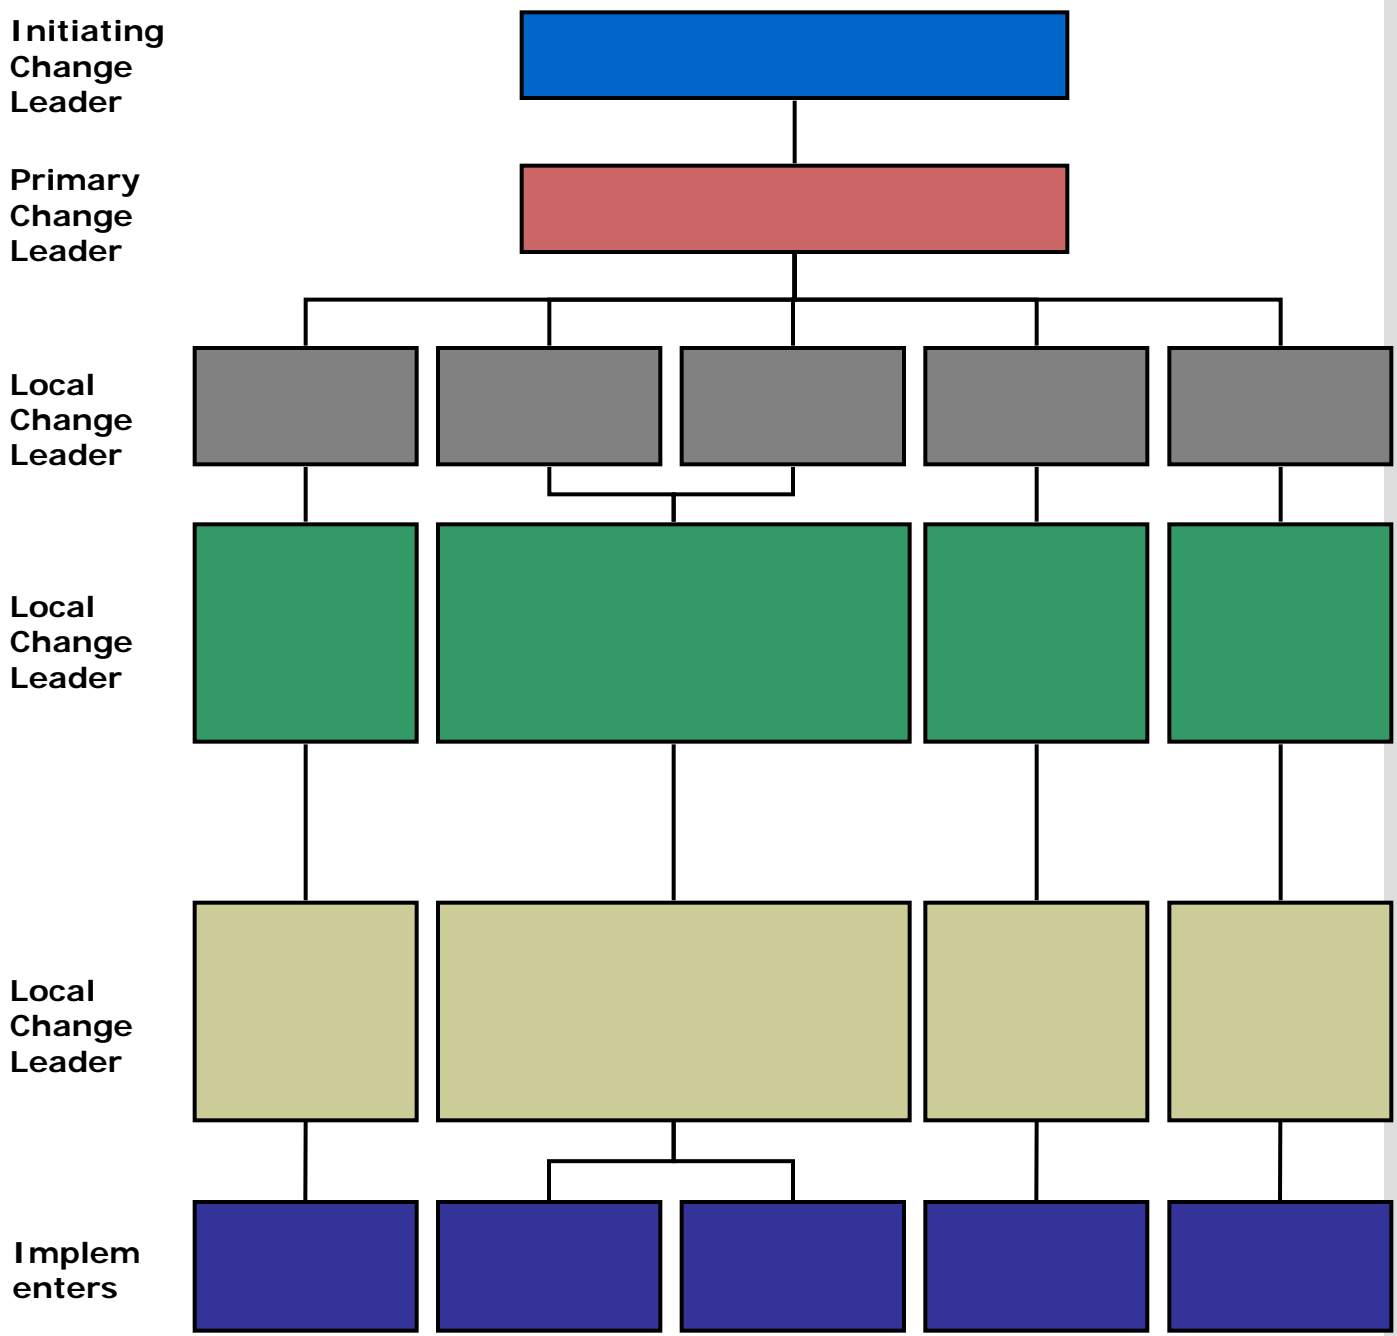 Initiating
Change
Leader
Primary
Change
Leader
Local
Change
Leader
Local
Change
Leader
Local
Change
Leader
Implem
enters